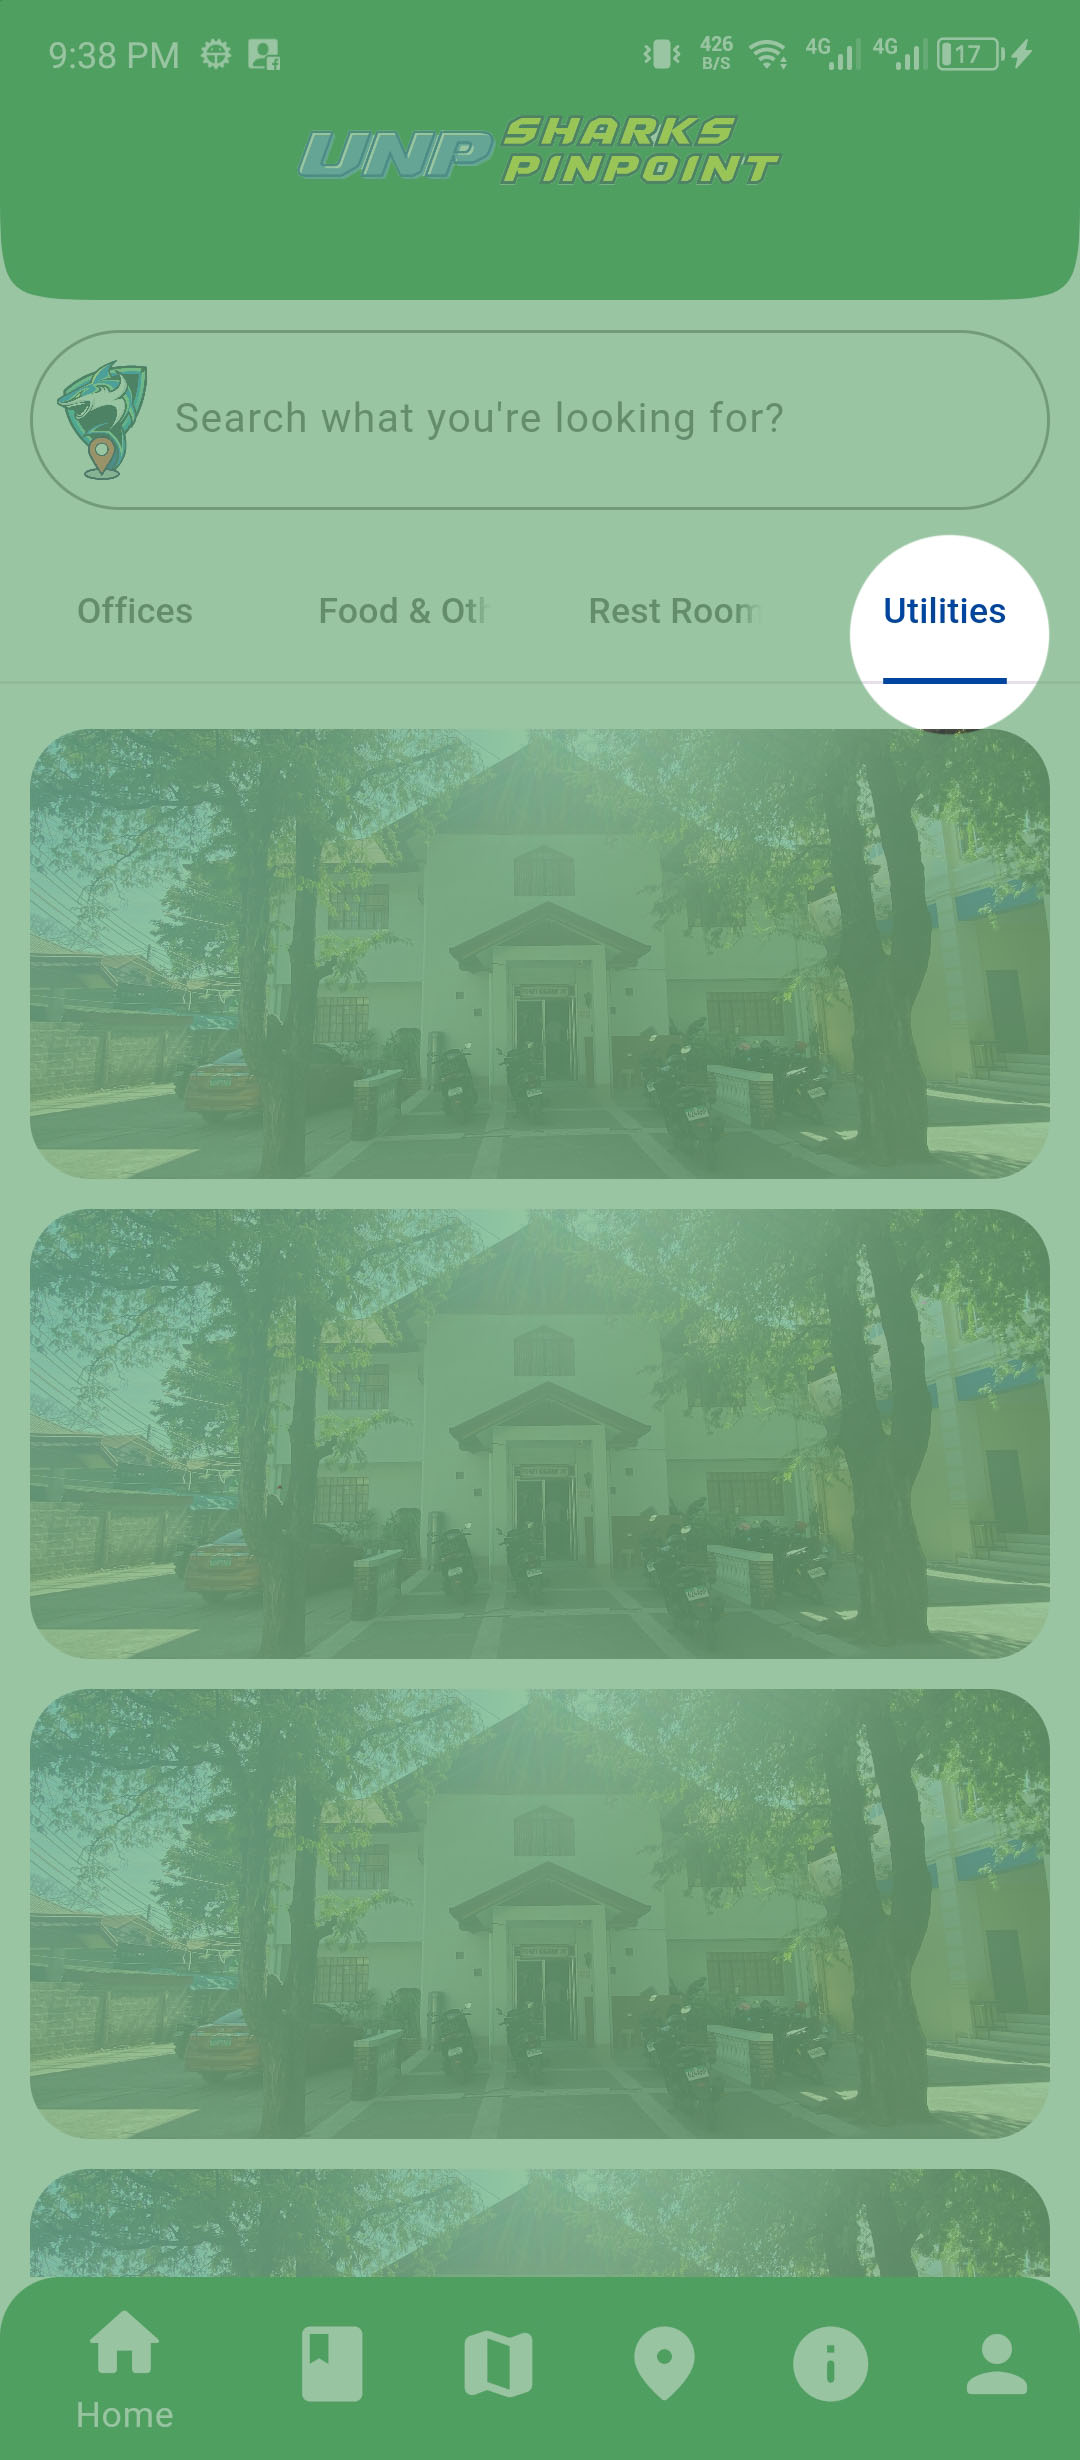 9:38 PM
426
B/S
4G
4G
17
UNP SHARKS
PINPOINT
Search what you're looking for?
Offices
Food & Oth
Rest Room
Utilities
Home